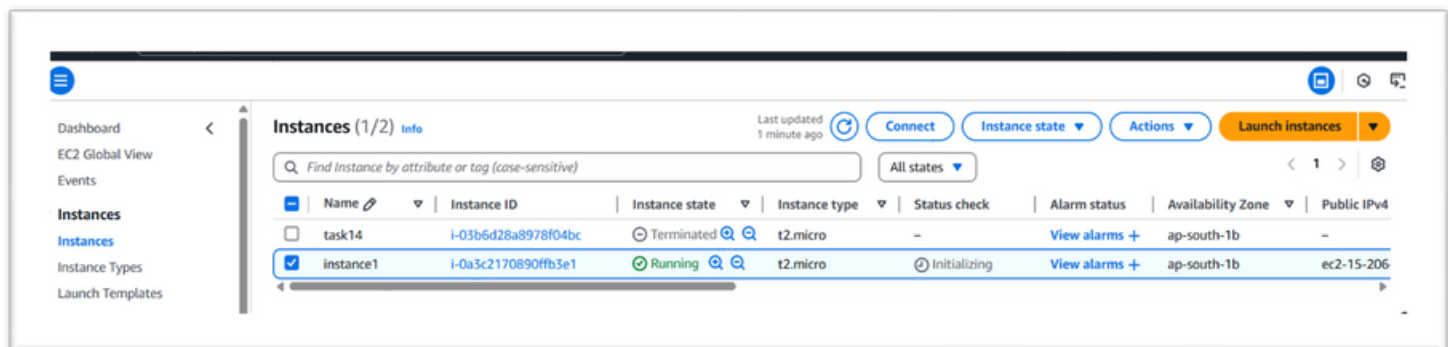 Dashboard
EC2 Global View
Events
Instances
Instances
Instance Types
Launch Templates
Instances (1/2) Info
Last updated
1 minute ago
Connect
Instance state
Actions
Launch instances
Find Instance by attribute or tag (case-sensitive)
All states
1
Name Instance ID Instance state Instance type Status check Alarm status Availability Zone Public IPv4
task14 i-03b6d28a8978f04bc Terminated t2.micro – View alarms + ap-south-1b –
instance1 i-0a3c2170890ffb3e1 Running t2.micro Initializing View alarms + ap-south-1b ec2-15-206